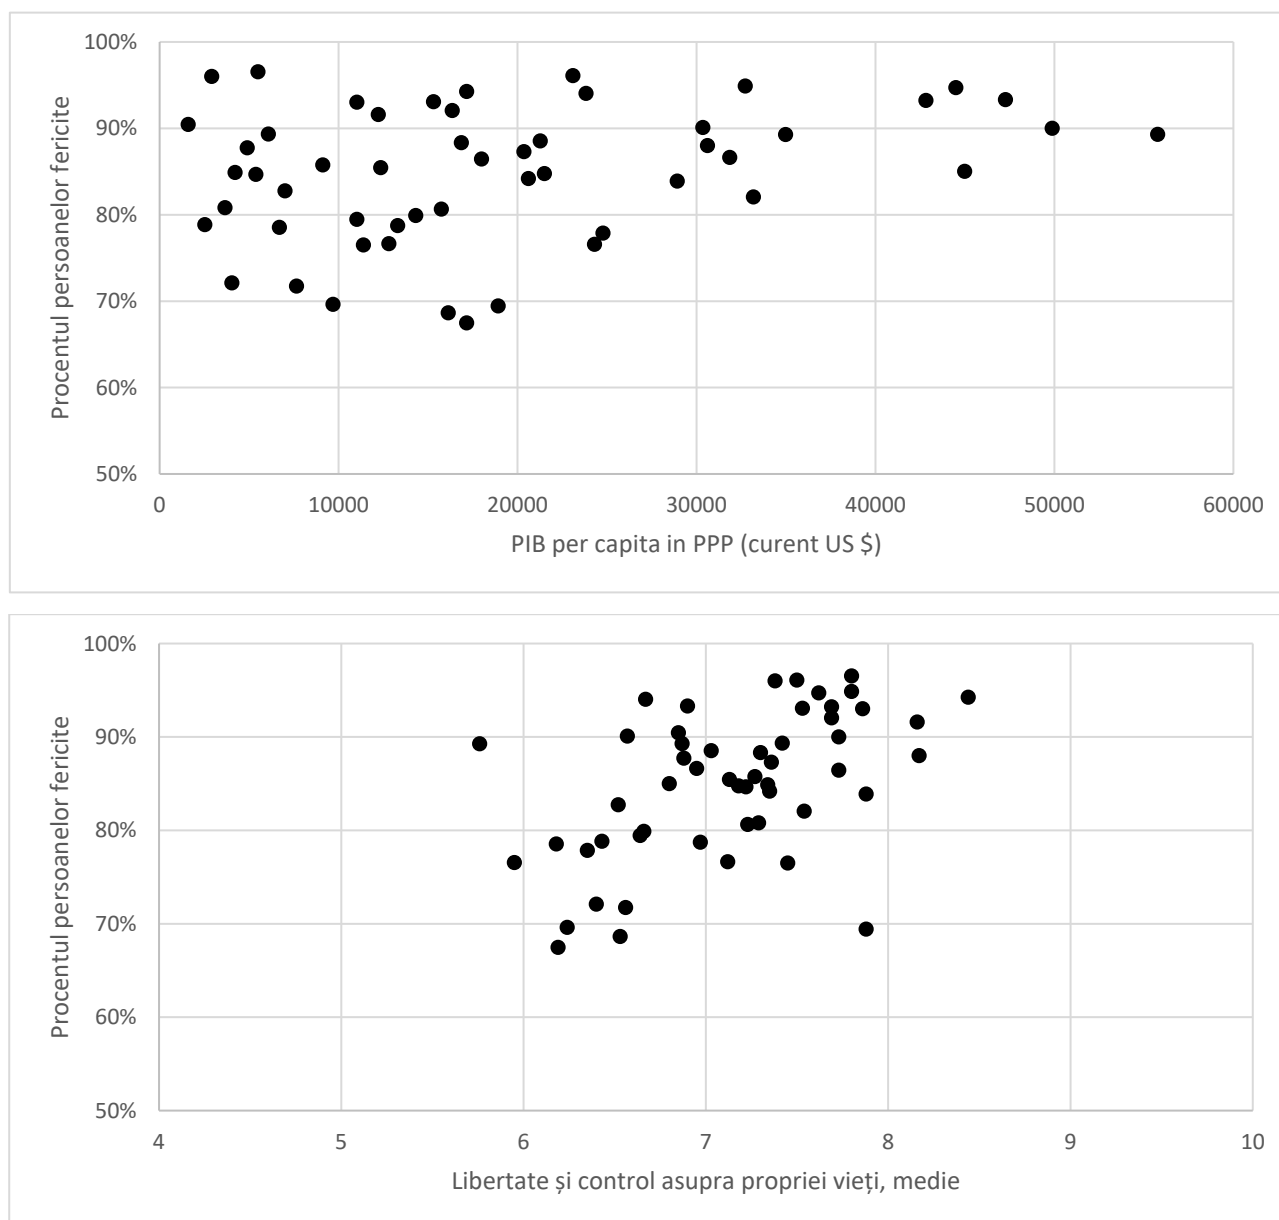 100%
90%
80%
70%
60%
50%
Procentul persoanelor fericite
0 10000 20000 30000 40000 50000 60000
PIB per capita in PPP (curent US $)
100%
90%
80%
70%
60%
50%
Procentul persoanelor fericite
4 5 6 7 8 9 10
Libertate și control asupra propriei vieți, medie